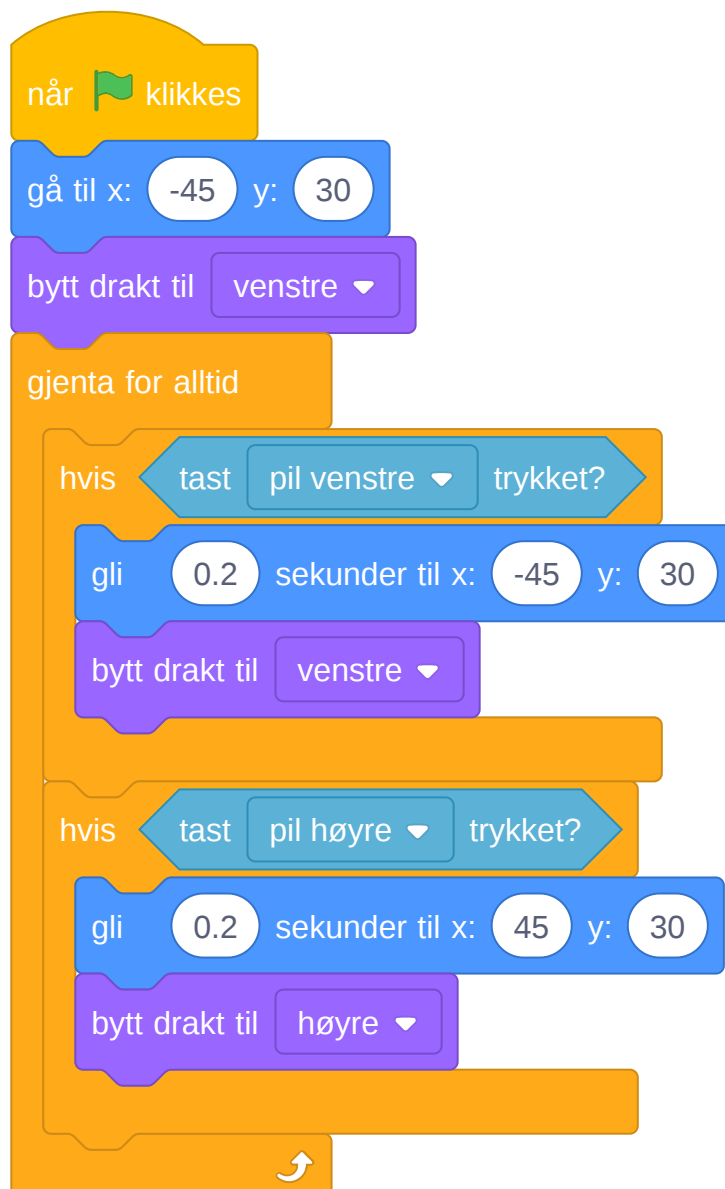 når klikkes
gå til x: -45 y: 30
bytt drakt til venstre
gjenta for alltid
hvis tast pil venstre trykket?
gli 0.2 sekunder til x: -45 y: 30
bytt drakt til venstre
hvis tast pil høyre trykket?
gli 0.2 sekunder til x: 45 y: 30
bytt drakt til høyre